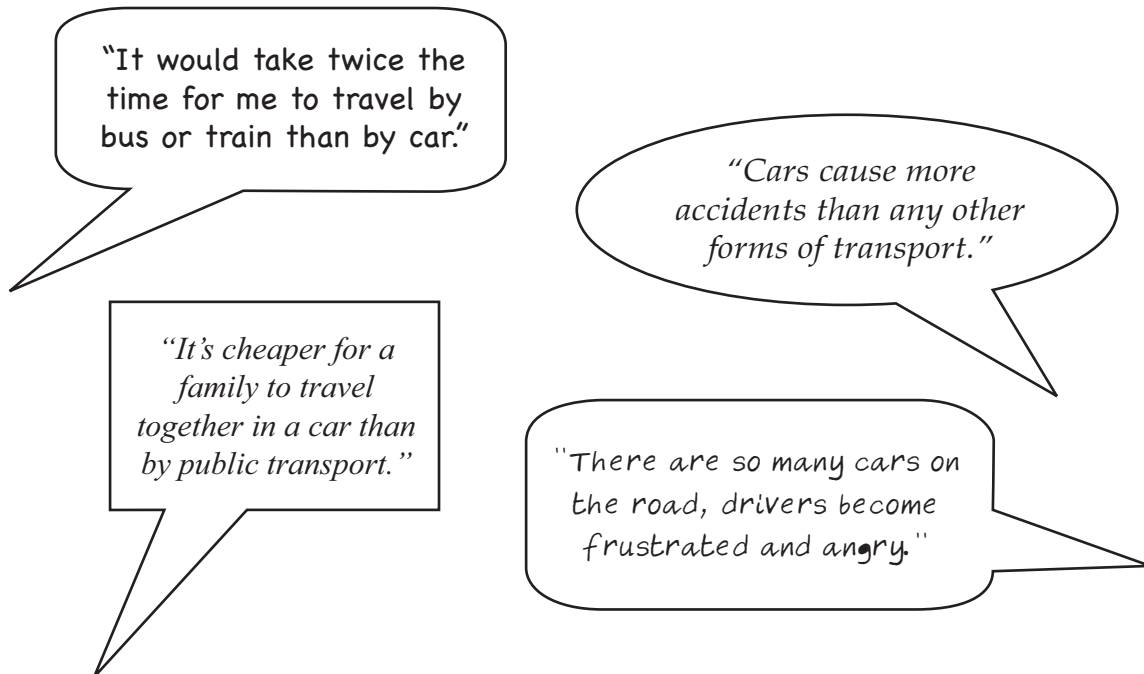 “It would take twice the
time for me to travel by
bus or train than by car.”
“Cars cause more
accidents than any other
forms of transport.”
“It’s cheaper for a
family to travel
together in a car than
by public transport.”
"There are so many cars on
the road, drivers become
frustrated and angry."